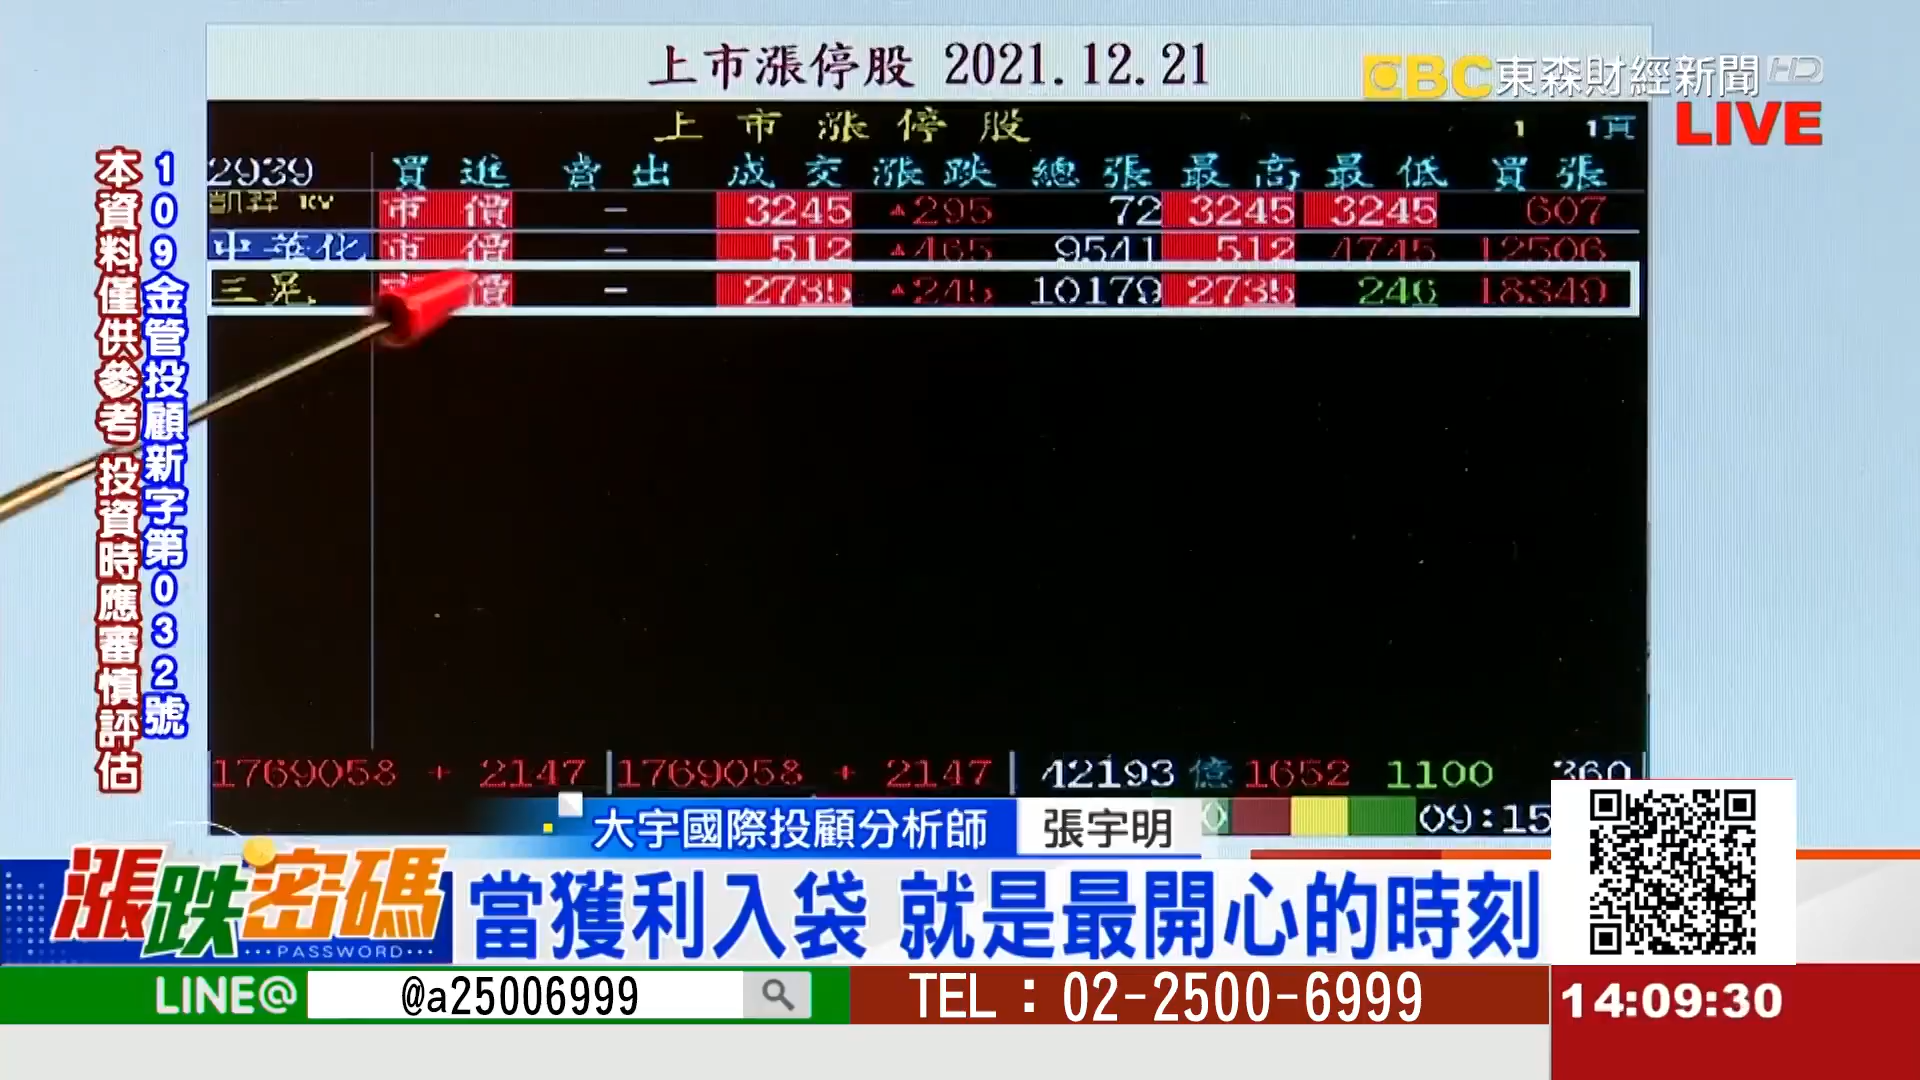 上市漲停股 2021.12.21
EBC東森財經新聞HD
LIVE
上市漲停股 1 1頁
2939 買進 賣出 成交 漲跌 總張 最高 最低 買張
凱羿 KY 市價 – 3245 ▲295 72 3245 3245 607
中華化 市價 – 512 ▲465 9541 512 4745 12506
三晃 價 – 2735 ▲245 10179 2735 246 18340
1769058 + 2147 1769058 + 2147 42193 億 1652 1100 360
09:15
109金管投顧新字第032號
本資料僅供參考 投資時應審慎評估
大宇國際投顧分析師 張宇明
漲跌密碼
PASSWORD
當獲利入袋 就是最開心的時刻
LINE@ @a25006999 TEL：02-2500-6999 14:09:30